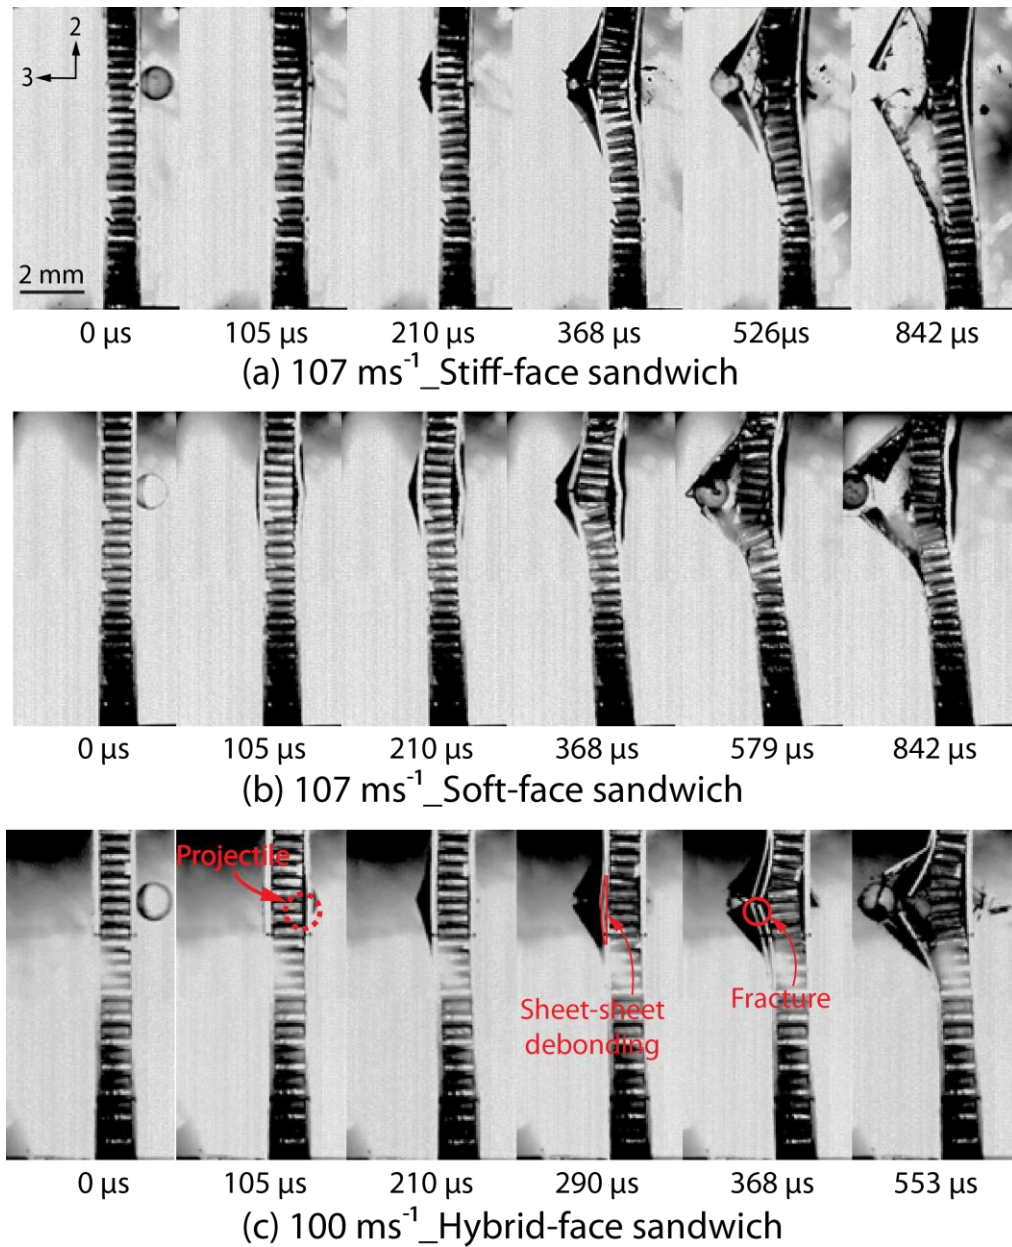 2
3
2 mm
0 µs 105 µs 210 µs 368 µs 526µs 842 µs
(a) 107 ms⁻¹_Stiff-face sandwich
0 µs 105 µs 210 µs 368 µs 579 µs 842 µs
(b) 107 ms⁻¹_Soft-face sandwich
Projectile
Sheet-sheet
debonding
Fracture
0 µs 105 µs 210 µs 290 µs 368 µs 553 µs
(c) 100 ms⁻¹_Hybrid-face sandwich